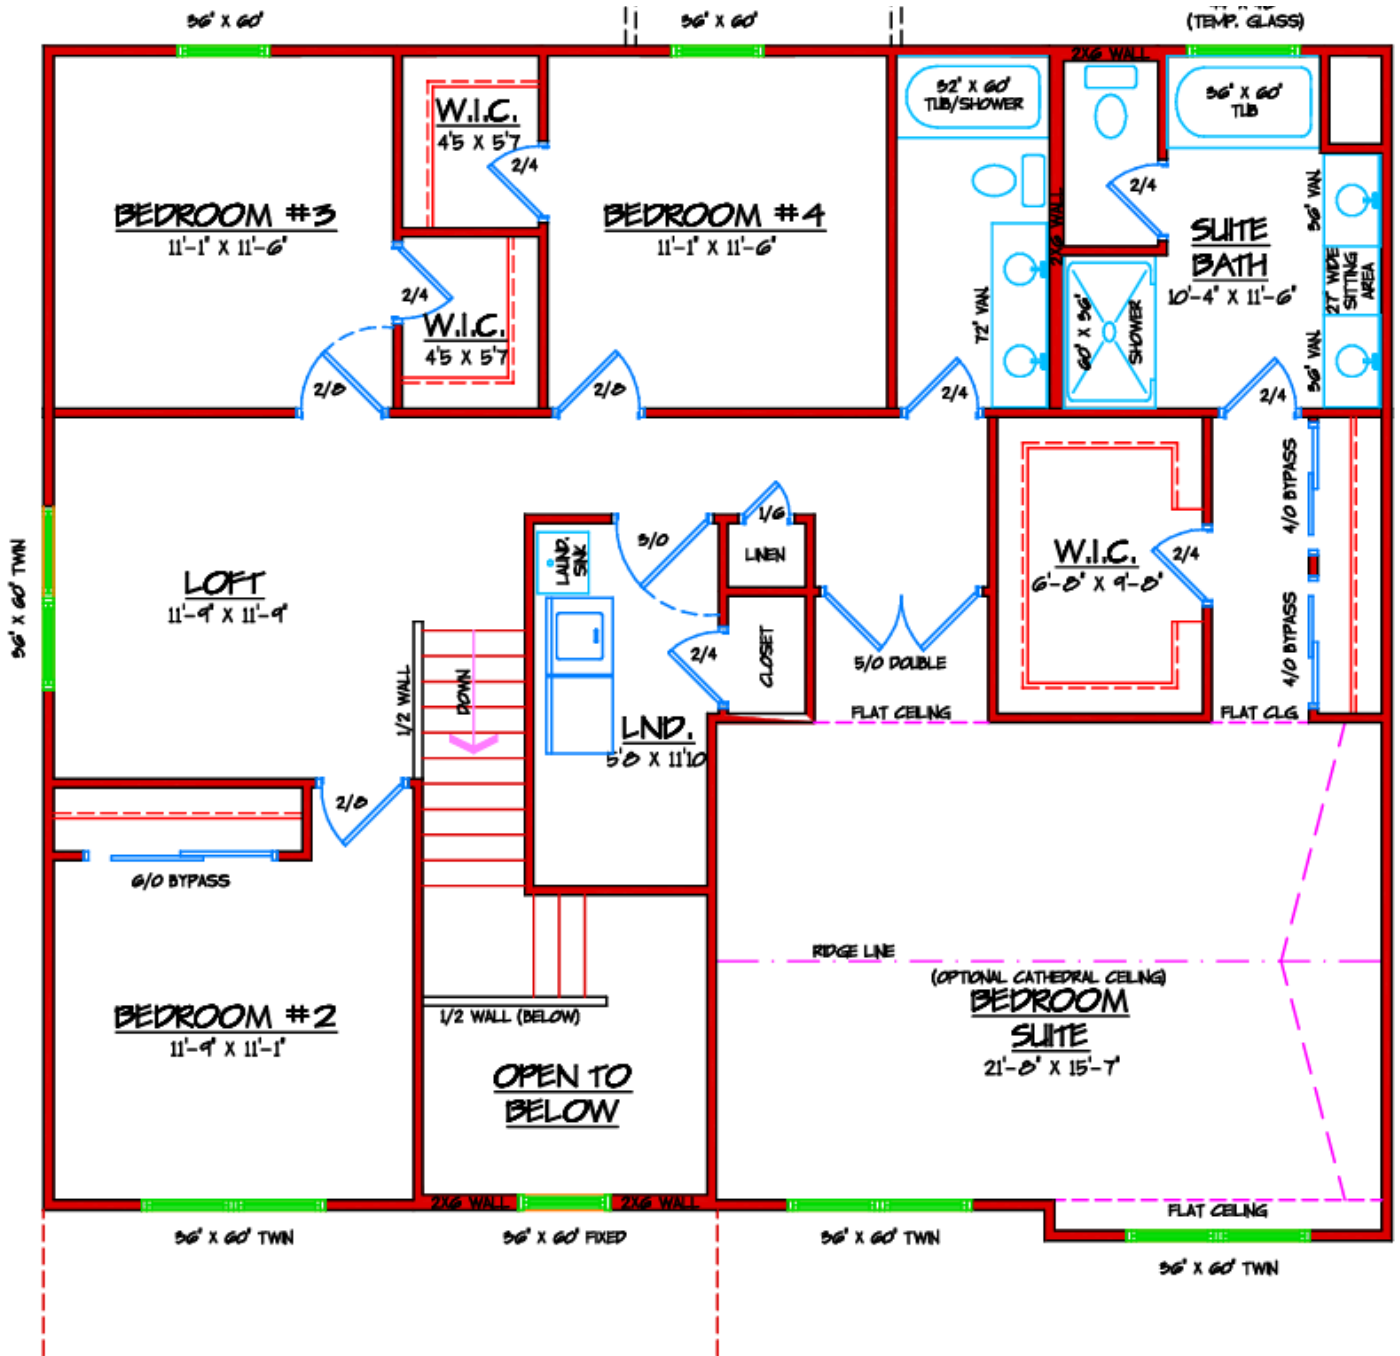 36" X 60"
36" X 60"
(TEMP. GLASS)
2X6 WALL
32" X 60"
TUB/SHOWER
36" X 60"
TUB
W.I.C.
4'5 X 5'7
2/4
2/4
BEDROOM #3
11'-1" X 11'-6"
BEDROOM #4
11'-1" X 11'-6"
2X6 WALL
36" VAN.
SUITE
BATH
10'-4" X 11'-6"
27" WIDE
SITTING
AREA
2/4
W.I.C.
4'5 X 5'7
72" VAN.
60" X 36"
SHOWER
36" VAN.
2/8
2/8
2/4
2/4
4/0 BYPASS
36" X 60" TWIN
LOFT
11'-9" X 11'-9"
LAUND.
SINK
3/0
1/6
LINEN
W.I.C.
6'-8" X 9'-8"
2/4
1/2 WALL
DOWN
2/4
CLOSET
5/0 DOUBLE
4/0 BYPASS
FLAT CEILING
FLAT CLG.
LND.
5'8 X 11'10
2/8
6/0 BYPASS
RIDGE LINE
(OPTIONAL CATHEDRAL CEILING)
BEDROOM
SUITE
21'-8" X 15'-7"
BEDROOM #2
11'-9" X 11'-1"
1/2 WALL (BELOW)
OPEN TO
BELOW
2X6 WALL
2X6 WALL
FLAT CEILING
36" X 60" TWIN
36" X 60" FIXED
36" X 60" TWIN
36" X 60" TWIN